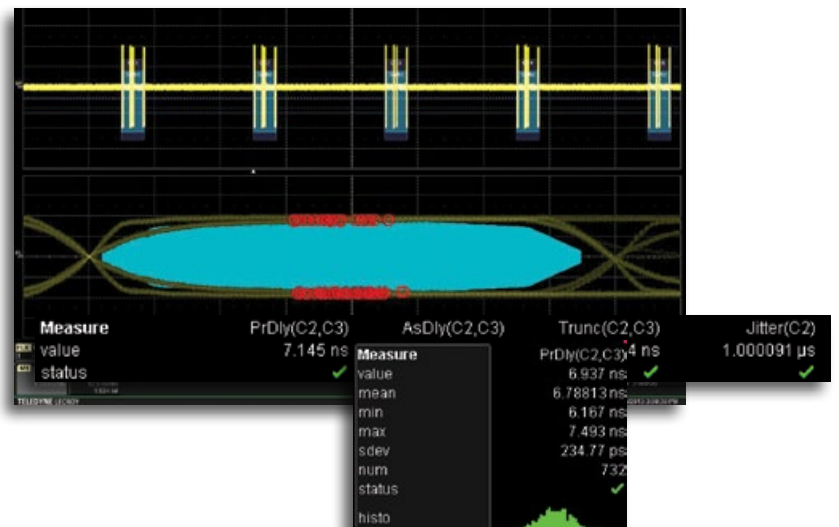 Measure PrDly(C2,C3) AsDly(C2,C3) Trunc(C2,C3) Jitter(C2)
value 7.145 ns 4 ns 1.000091 µs
status
Measure PrDly(C2,C3)
value 6.937 ns
mean 6.78813 ns
min 6.167 ns
max 7.493 ns
sdev 234.77 ps
num 732
status
histo
TELEDYNE LECROY